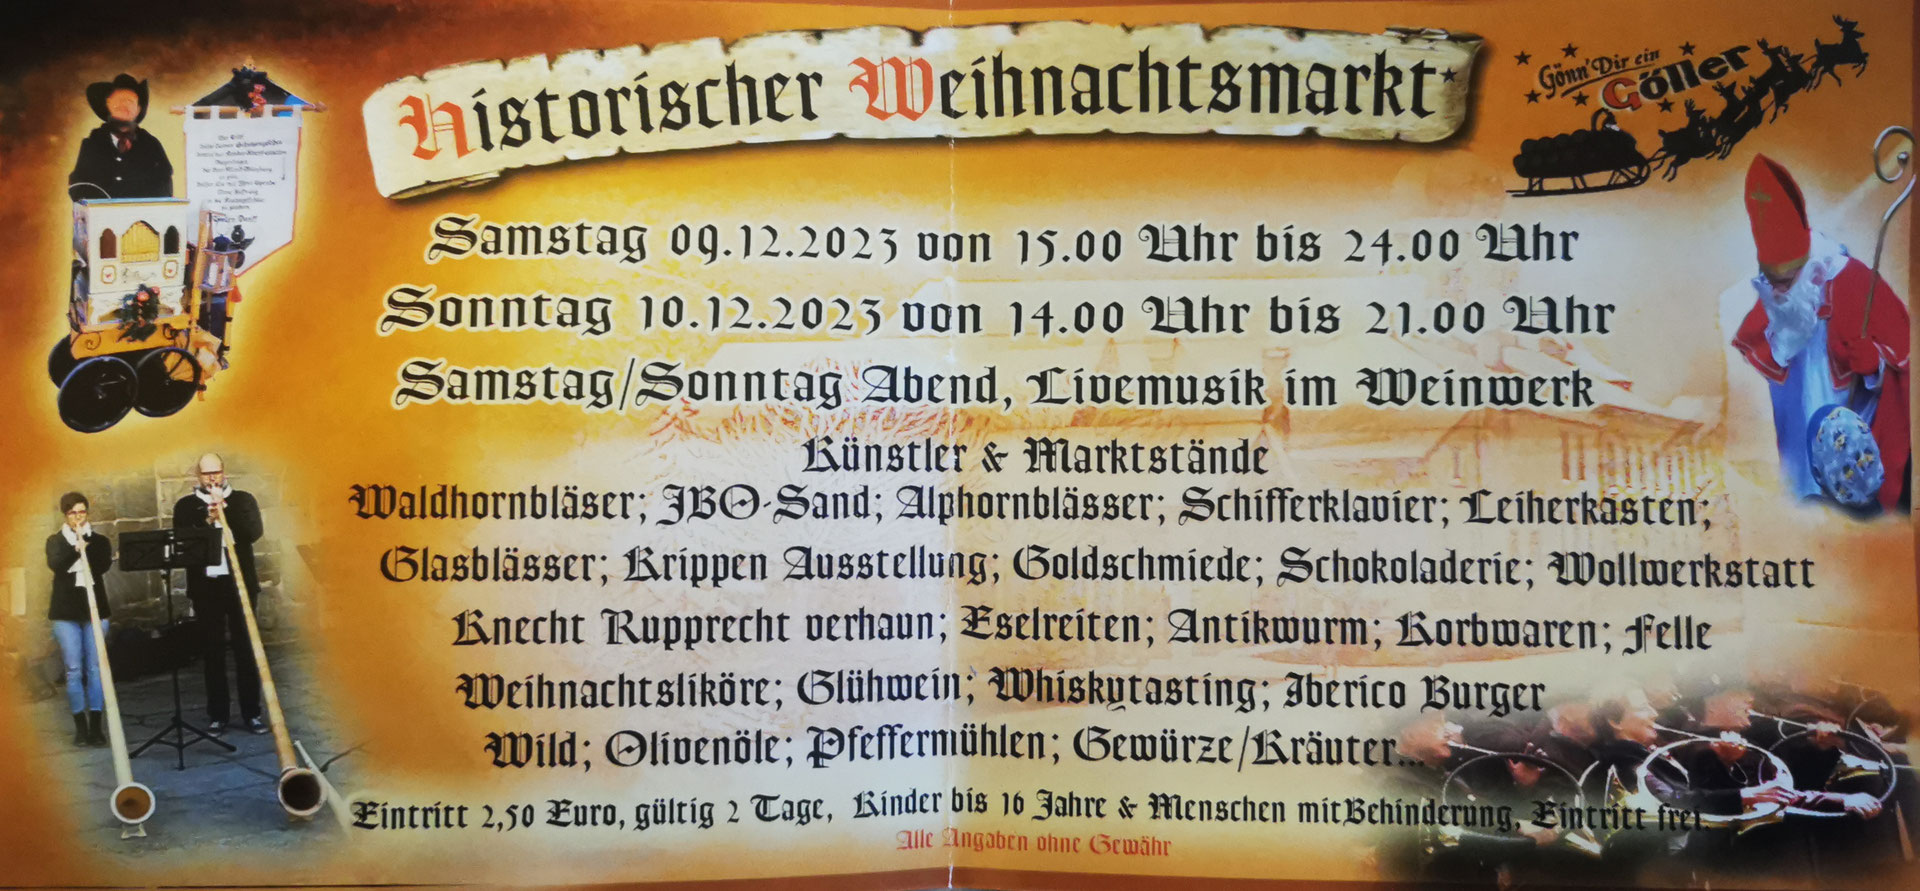 Historischer Weihnachtsmarkt
Gönn' Dir ein
Göller
Samstag 09.12.2023 von 15.00 Uhr bis 24.00 Uhr
Sonntag 10.12.2023 von 14.00 Uhr bis 21.00 Uhr
Samstag/Sonntag Abend, Livemusik im Weinwerk
Künstler & Marktstände
Waldhornbläser; JBO-Sand; Alphornblässer; Schifferklavier; Leiherkasten;
Glasblässer; Krippen Ausstellung; Goldschmiede; Schokoladerie; Wollwerkstatt
Knecht Rupprecht verhaun; Eselreiten; Antikwurm; Korbwaren; Felle
Weihnachtsliköre; Glühwein; Whiskytasting; Iberico Burger
Wild; Olivenöle; Pfeffermühlen; Gewürze/Kräuter...
Eintritt 2,50 Euro, gültig 2 Tage, Kinder bis 16 Jahre & Menschen mitBehinderung, Eintritt frei.
Alle Angaben ohne Gewähr